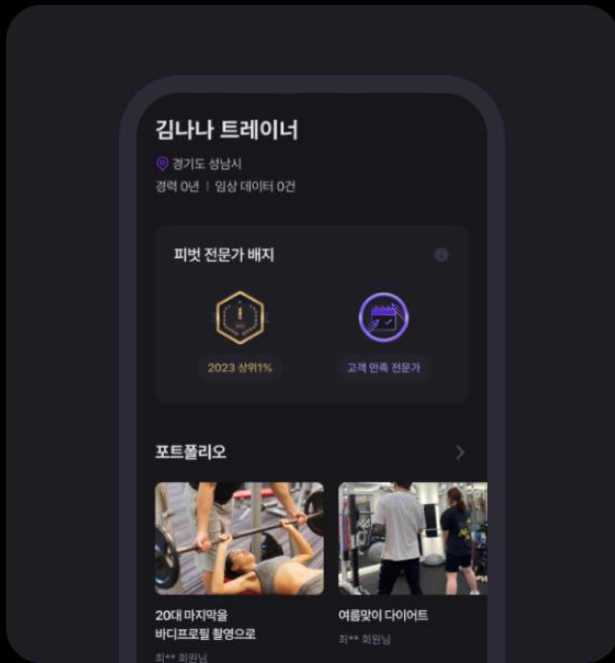 김나나 트레이너
경기도 성남시
경력 0년 | 임상 데이터 0건
피벗 전문가 배지
2023 상위1%
고객 만족 전문가
포트폴리오
20대 마지막을
바디프로필 촬영으로
최** 회원님
여름맞이 다이어트
최** 회원님